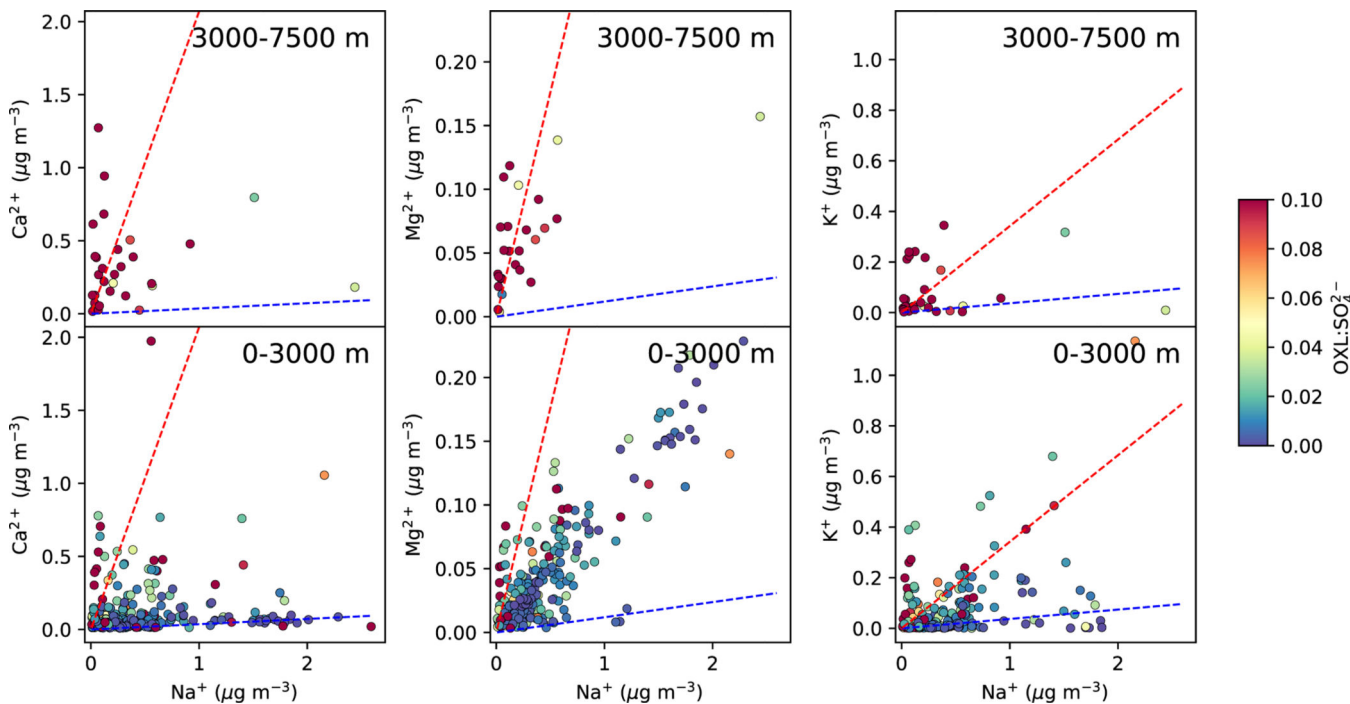 3000-7500 m
Ca²⁺ (μg m⁻³)
2.0
1.5
1.0
0.5
0.0
3000-7500 m
Mg²⁺ (μg m⁻³)
0.20
0.15
0.10
0.05
0.00
3000-7500 m
K⁺ (μg m⁻³)
1.0
0.8
0.6
0.4
0.2
0.0
0-3000 m
Ca²⁺ (μg m⁻³)
2.0
1.5
1.0
0.5
0.0
0 1 2
Na⁺ (μg m⁻³)
0-3000 m
Mg²⁺ (μg m⁻³)
0.20
0.15
0.10
0.05
0.00
0 1 2
Na⁺ (μg m⁻³)
0-3000 m
K⁺ (μg m⁻³)
1.0
0.8
0.6
0.4
0.2
0.0
0 1 2
Na⁺ (μg m⁻³)
0.10
0.08
0.06
0.04
0.02
0.00
OXL:SO₄²⁻